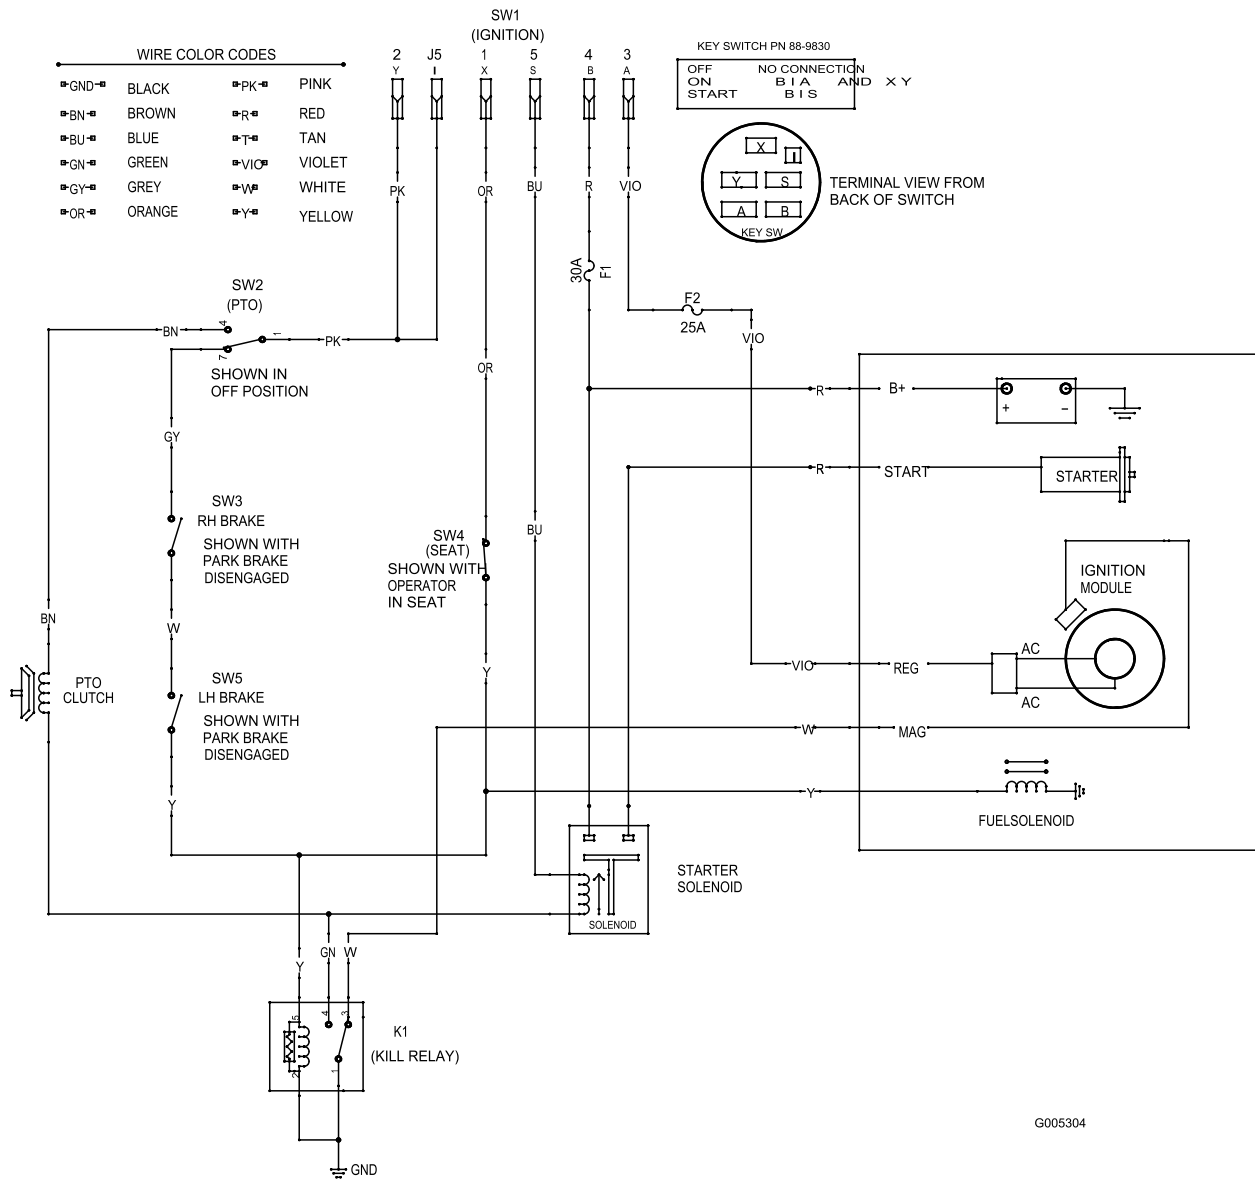 SW1
(IGNITION)
WIRE COLOR CODES
GND BLACK
BN BROWN
BU BLUE
GN GREEN
GY GREY
OR ORANGE
PK PINK
R RED
T TAN
VIO VIOLET
W WHITE
Y YELLOW
2 J5 1 5 4 3
Y I X S B A
KEY SWITCH PN 88-9830
OFF NO CONNECTION
ON B I A AND X Y
START B I S
PK OR BU R VIO
X
I
Y S
A B
KEY SW
TERMINAL VIEW FROM
BACK OF SWITCH
30A F1
F2
25A
VIO
SW2
(PTO)
BN 4 1 PK
7
SHOWN IN
OFF POSITION
OR
R B+
+ -
GY
R START STARTER
SW3
RH BRAKE
SHOWN WITH
PARK BRAKE
DISENGAGED
SW4
(SEAT)
SHOWN WITH
OPERATOR
IN SEAT
BU
IGNITION
MODULE
BN
W
Y
VIO REG AC
AC
PTO
CLUTCH
SW5
LH BRAKE
SHOWN WITH
PARK BRAKE
DISENGAGED
W MAG
Y
Y
FUELSOLENOID
STARTER
SOLENOID
SOLENOID
Y GN W
5 4 3
K1
(KILL RELAY)
2 1
G005304
GND